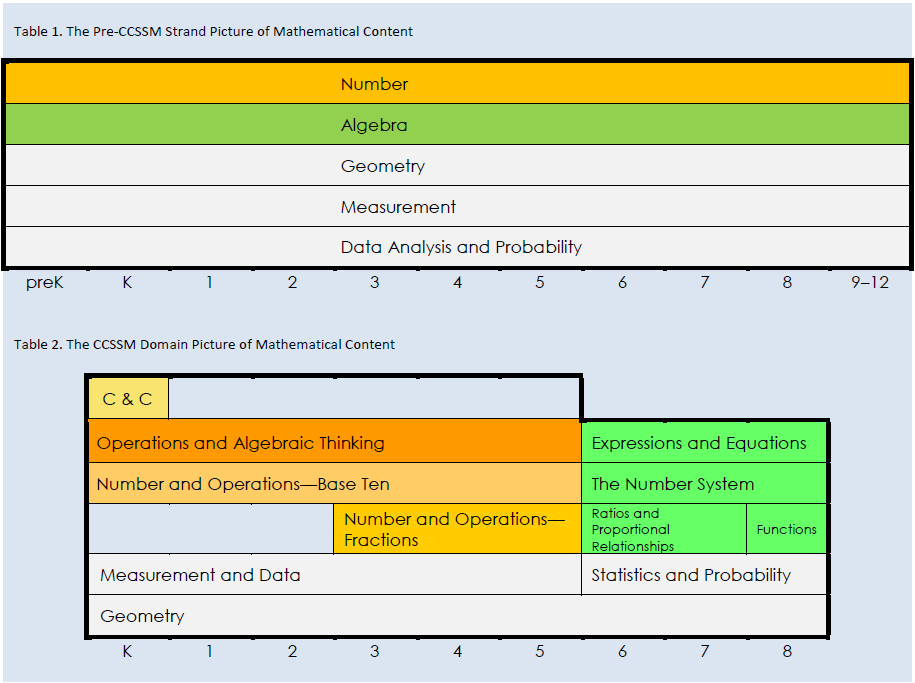 Table 1. The Pre-CCSSM Strand Picture of Mathematical Content
Number
Algebra
Geometry
Measurement
Data Analysis and Probability
preK K 1 2 3 4 5 6 7 8 9–12
Table 2. The CCSSM Domain Picture of Mathematical Content
C & C
Operations and Algebraic Thinking
Expressions and Equations
Number and Operations—Base Ten
The Number System
Number and Operations—
Fractions
Ratios and
Proportional
Relationships
Functions
Measurement and Data
Statistics and Probability
Geometry
K 1 2 3 4 5 6 7 8